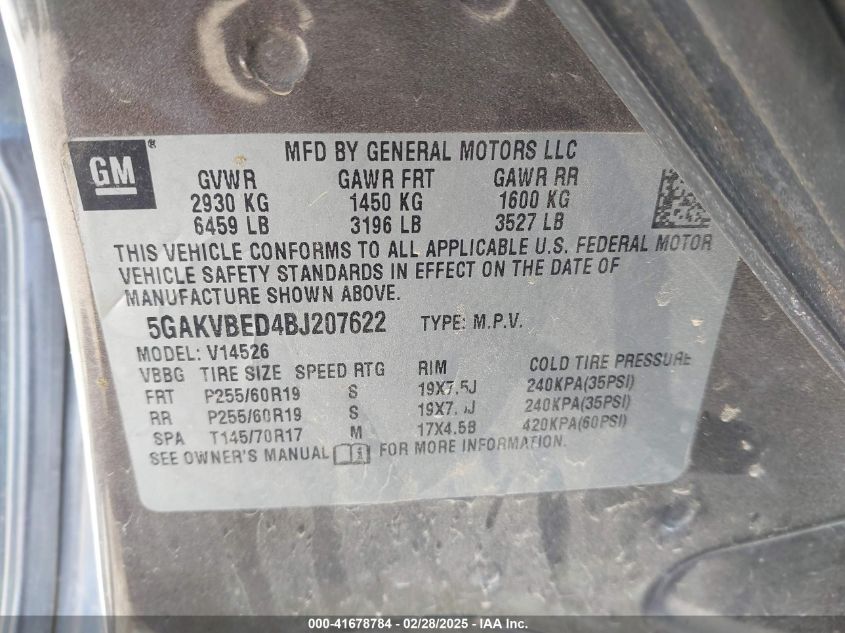 GM ®
MFD BY GENERAL MOTORS LLC
GVWR GAWR FRT GAWR RR
2930 KG 1450 KG 1600 KG
6459 LB 3196 LB 3527 LB
THIS VEHICLE CONFORMS TO ALL APPLICABLE U.S. FEDERAL MOTOR
VEHICLE SAFETY STANDARDS IN EFFECT ON THE DATE OF
MANUFACTURE SHOWN ABOVE.
5GAKVBED4BJ207622 TYPE: M.P.V.
MODEL: V14526
VBBG TIRE SIZE SPEED RTG RIM COLD TIRE PRESSURE
FRT P255/60R19 S 19X7.5J 240KPA(35PSI)
RR P255/60R19 S 240KPA(35PSI)
SPA T145/70R17 M 17X4.5B 420KPA(60PSI)
SEE OWNER'S MANUAL FOR MORE INFORMATION.
000-41678784 - 02/28/2025 - IAA Inc.